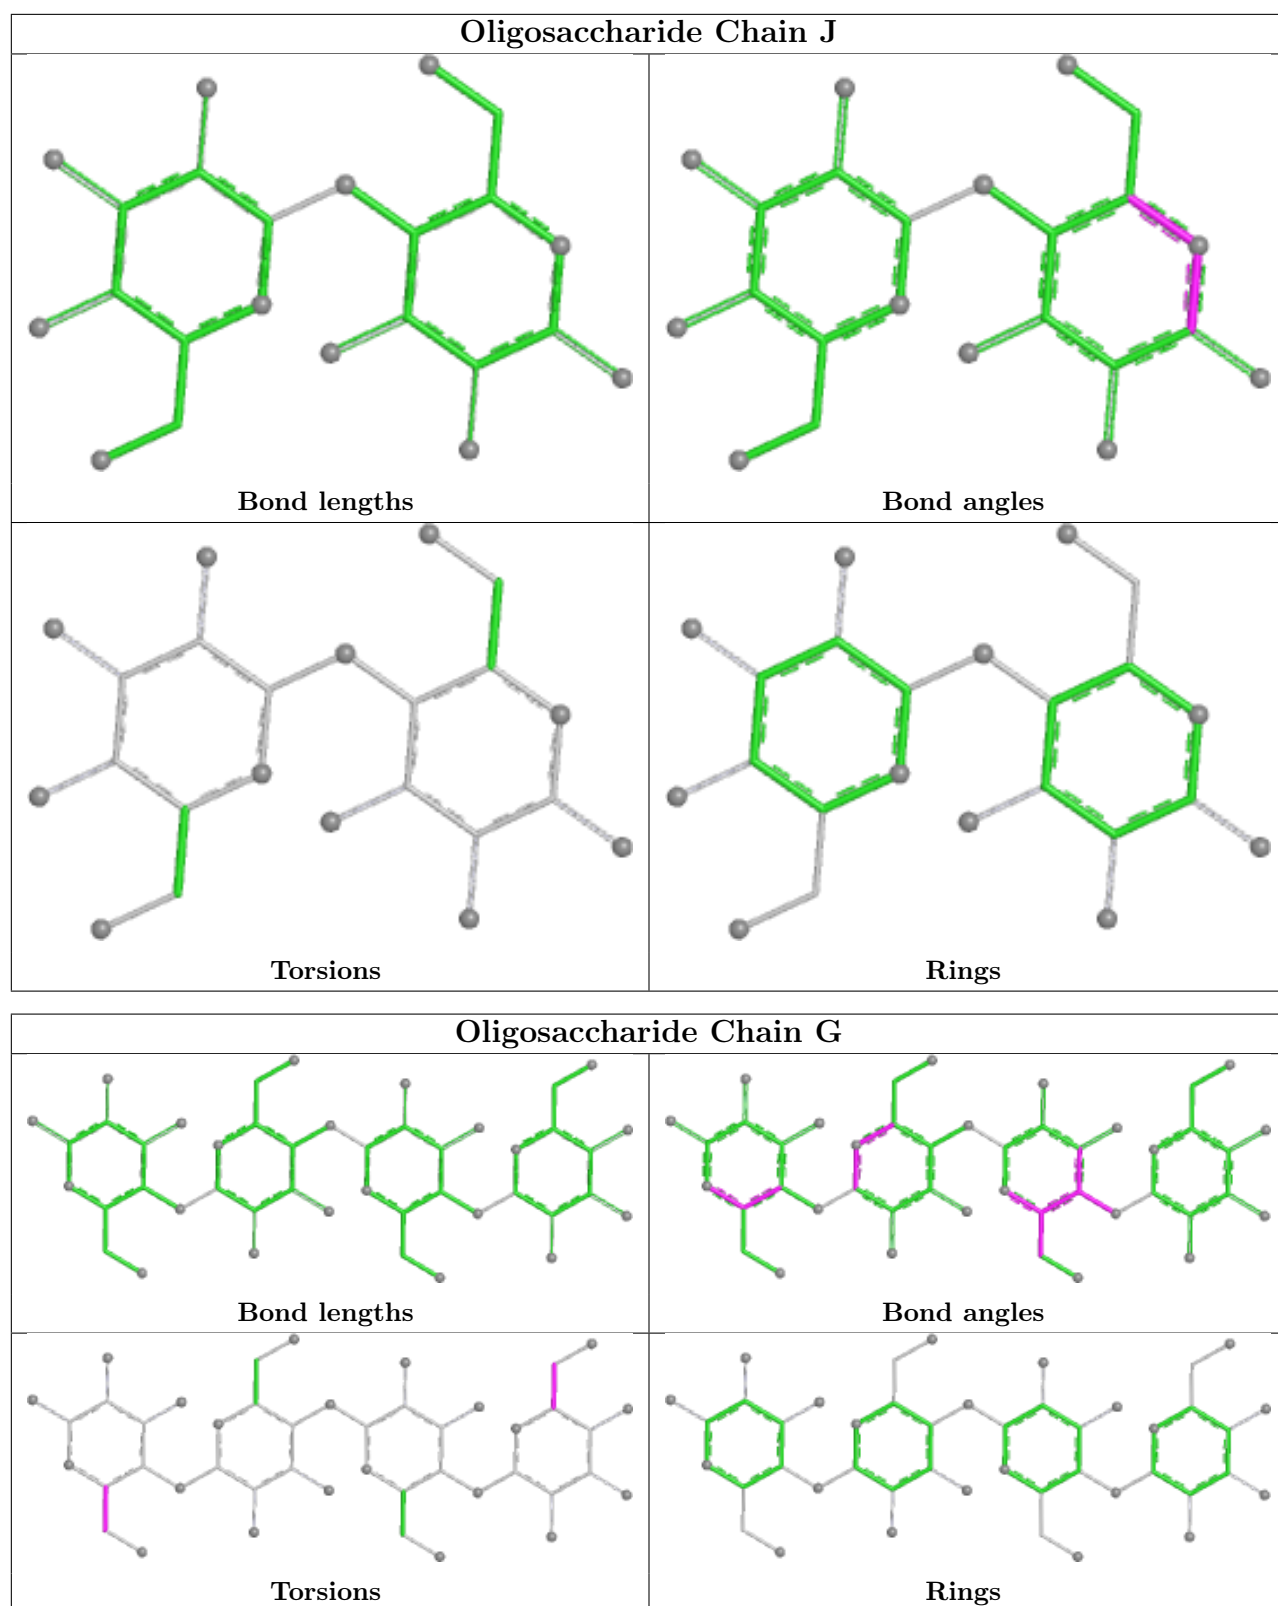 Oligosaccharide Chain J
Bond lengths
Bond angles
Torsions
Rings
Oligosaccharide Chain G
Bond lengths
Bond angles
Torsions
Rings